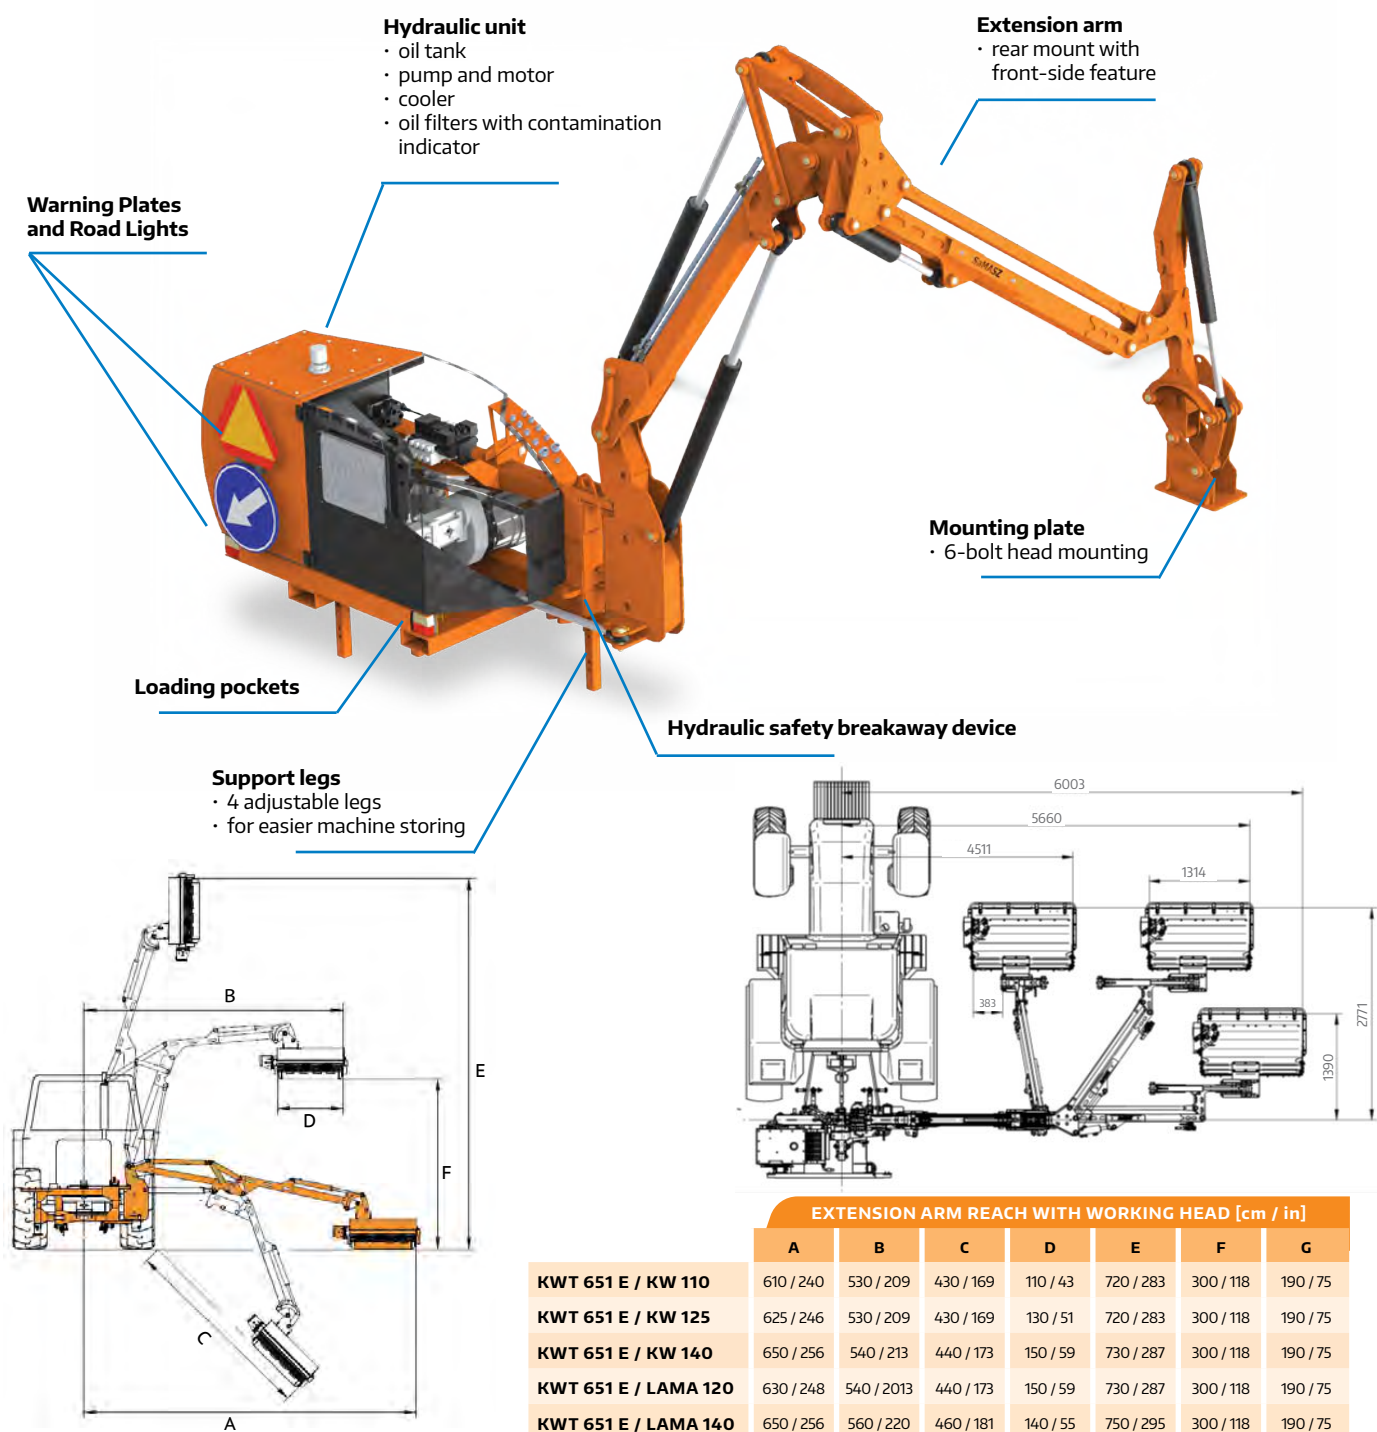 Hydraulic unit
· oil tank
· pump and motor
· cooler
· oil filters with contamination
indicator
Extension arm
· rear mount with
front-side feature
Warning Plates
and Road Lights
SaMASZ
Mounting plate
· 6-bolt head mounting
Loading pockets
Hydraulic safety breakaway device
Support legs
· 4 adjustable legs
· for easier machine storing
6003
5660
4511
1314
383
2771
1390
B
E
D
F
C
A
EXTENSION ARM REACH WITH WORKING HEAD [cm / in]
A B C D E F G
KWT 651 E / KW 110 610 / 240 530 / 209 430 / 169 110 / 43 720 / 283 300 / 118 190 / 75
KWT 651 E / KW 125 625 / 246 530 / 209 430 / 169 130 / 51 720 / 283 300 / 118 190 / 75
KWT 651 E / KW 140 650 / 256 540 / 213 440 / 173 150 / 59 730 / 287 300 / 118 190 / 75
KWT 651 E / LAMA 120 630 / 248 540 / 2013 440 / 173 150 / 59 730 / 287 300 / 118 190 / 75
KWT 651 E / LAMA 140 650 / 256 560 / 220 460 / 181 140 / 55 750 / 295 300 / 118 190 / 75